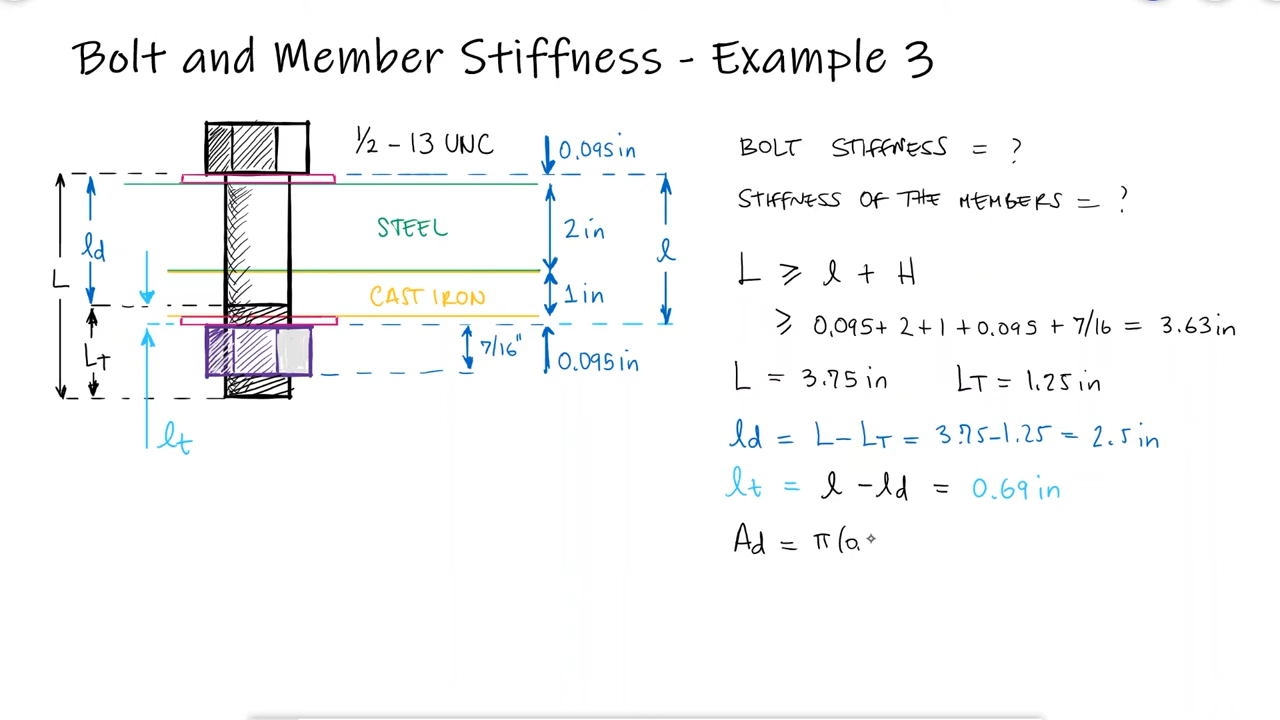 Bolt and Member Stiffness - Example 3
1/2 - 13 UNC
0.095 in
STEEL
2 in
CAST IRON
1 in
7/16"
0.095 in
L
ld
LT
lt
l
BOLT STIFFNESS = ?
STIFFNESS OF THE MEMBERS = ?
L ⩾ l + H
⩾ 0.095 + 2 + 1 + 0.095 + 7/16 = 3.63 in
L = 3.75 in LT = 1.25 in
ld = L - LT = 3.75 - 1.25 = 2.5 in
lt = l - ld = 0.69 in
Ad = π(0.